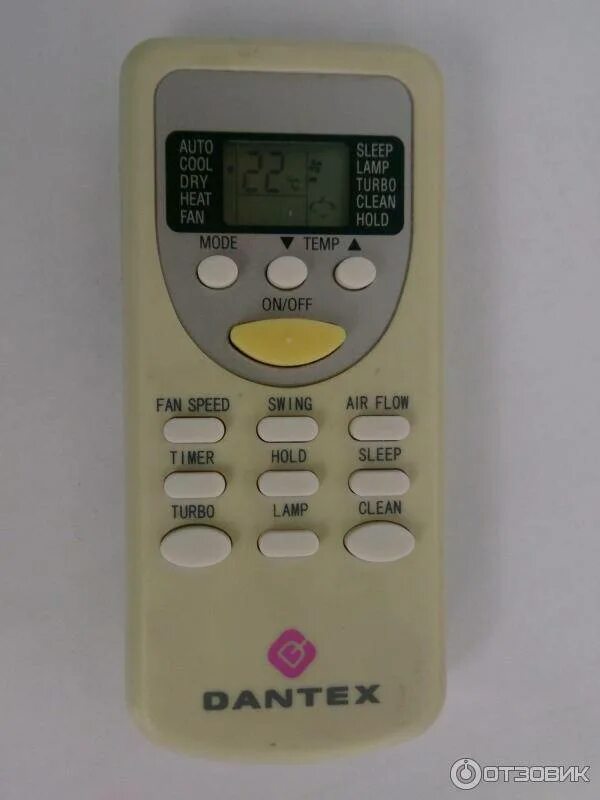 AUTO
COOL
DRY
HEAT
FAN
22 °C
SLEEP
LAMP
TURBO
CLEAN
HOLD
MODE ▼ TEMP ▲
ON/OFF
FAN SPEED SWING AIR FLOW
TIMER HOLD SLEEP
TURBO LAMP CLEAN
DANTEX
ОТЗОВИК